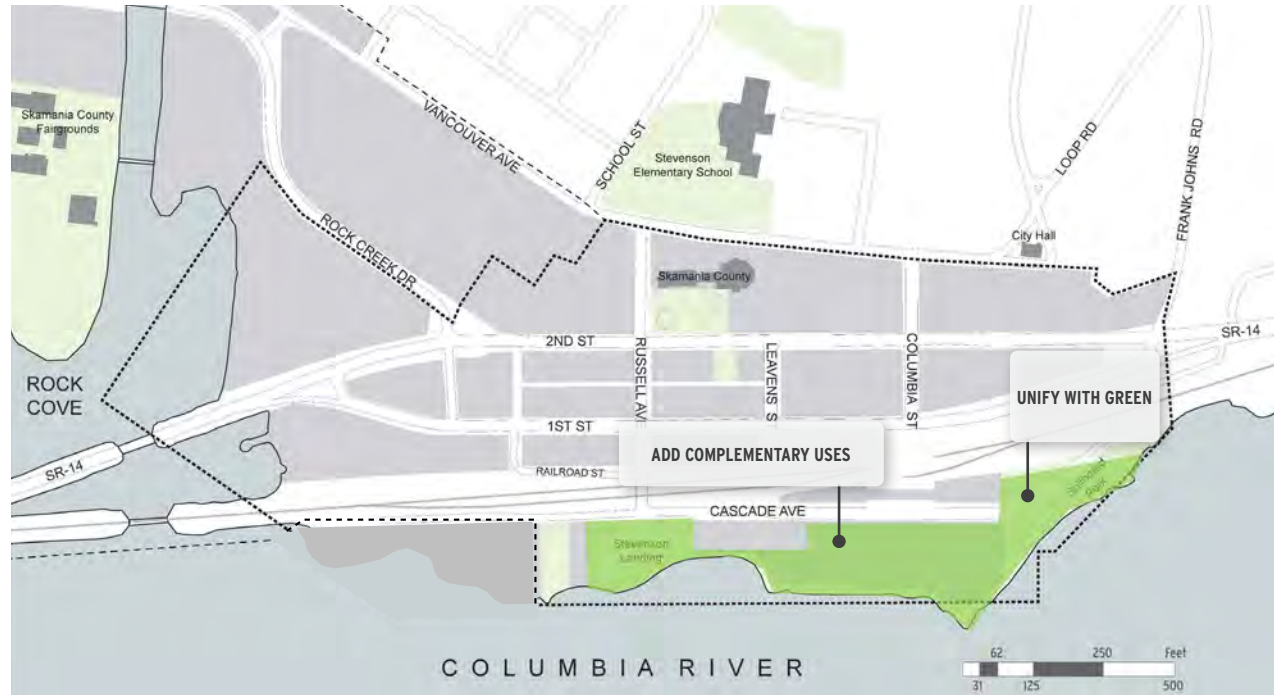 Skamania County
Fairgrounds
VANCOUVER AVE
SCHOOL ST
Stevenson
Elementary School
LOOP RD
FRANK JOHNS RD
City Hall
ROCK CREEK DR
Skamania County
2ND ST
SR-14
ROCK
COVE
RUSSELL AVE
LEAVENS S
COLUMBIA ST
UNIFY WITH GREEN
1ST ST
ADD COMPLEMENTARY USES
SR-14
RAILROAD ST
CASCADE AVE
Stevenson
Landing
Park
COLUMBIA RIVER
62 250 Feet
31 125 500